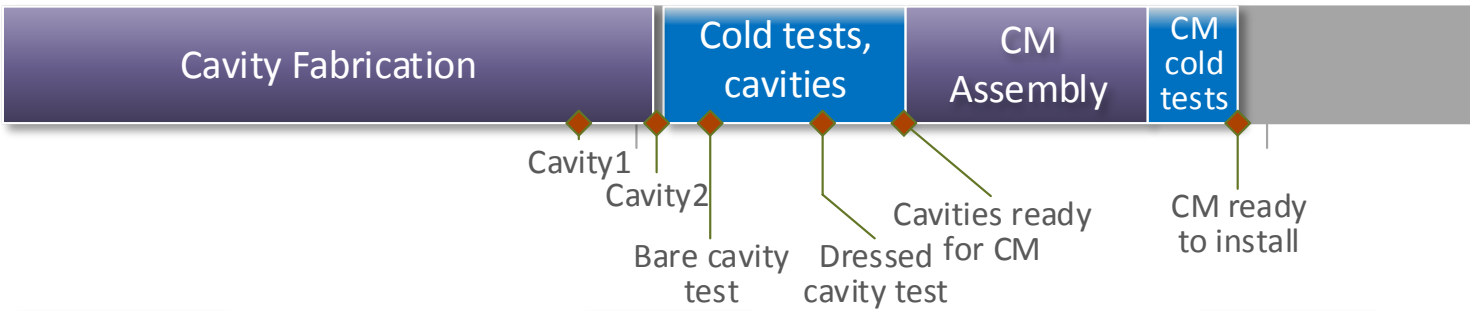 Cavity Fabrication
Cold tests,
cavities
CM
Assembly
CM
cold
tests
Cavity1
Cavity2
Bare cavity
test
Dressed
cavity test
Cavities ready
for CM
CM ready
to install